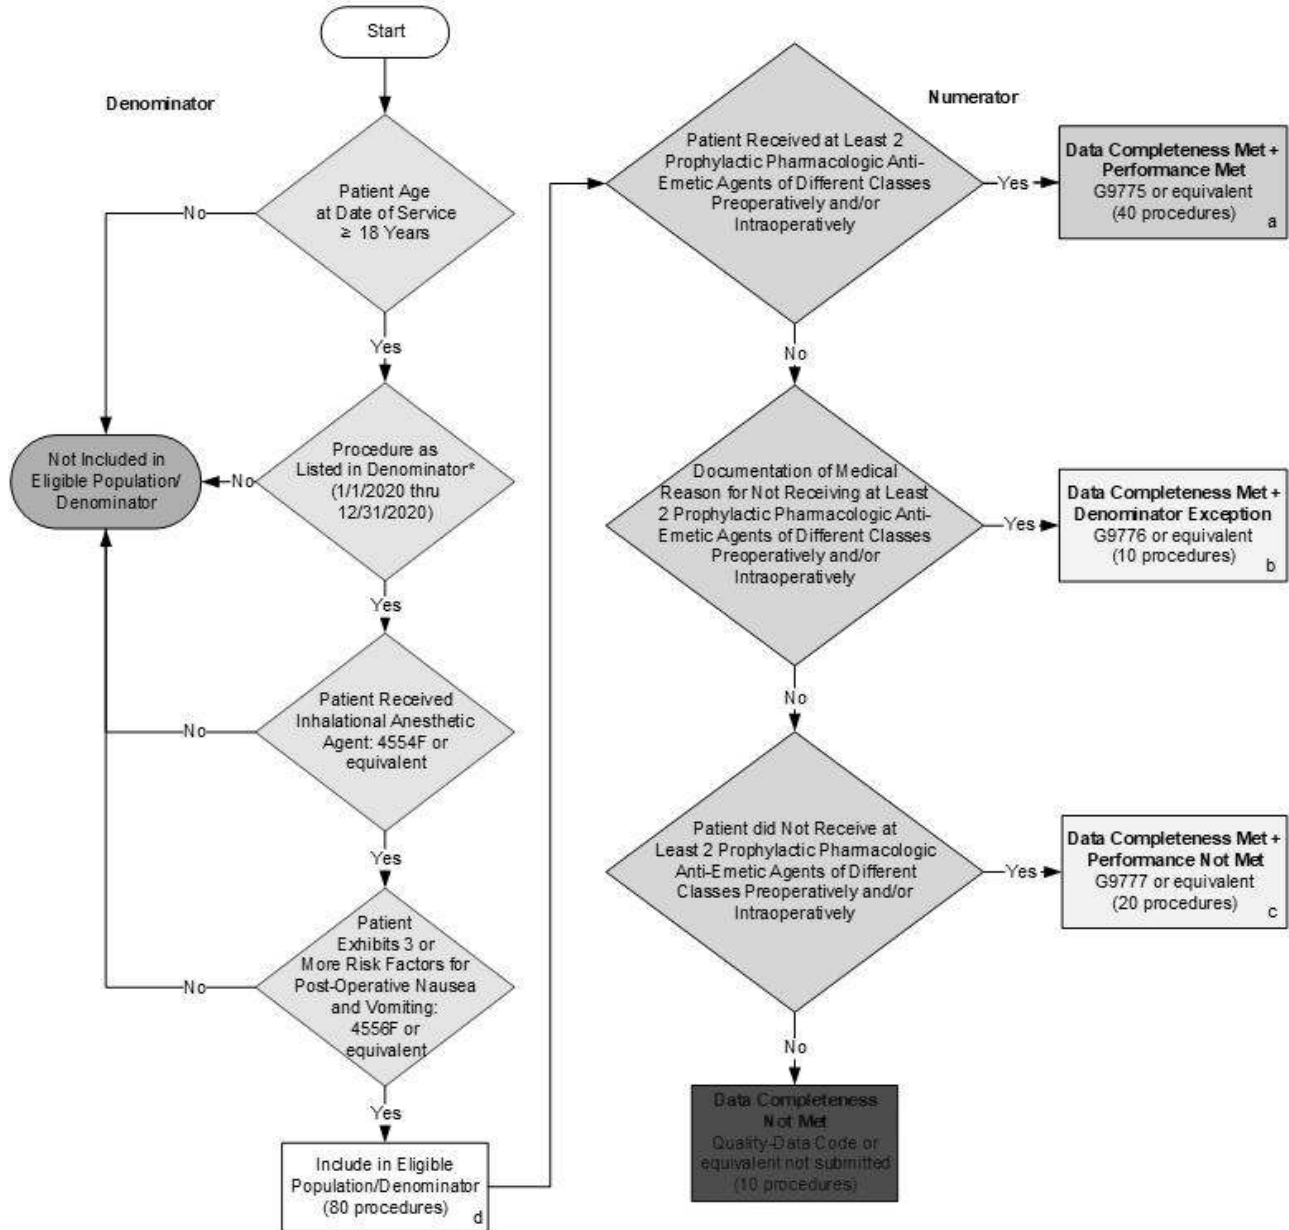 Start
Denominator
Patient Age
at Date of Service
≥ 18 Years
No
Yes
Not Included in
Eligible Population/
Denominator
No
Procedure as
Listed in Denominator*
(1/1/2020 thru
12/31/2020)
Yes
Patient Received
Inhalational Anesthetic
Agent: 4554F or
equivalent
No
Yes
Patient
Exhibits 3 or
More Risk Factors for
Post-Operative Nausea
and Vomiting:
4556F or
equivalent
No
Yes
Include in Eligible
Population/Denominator
(80 procedures)
d
Numerator
Patient Received at Least 2
Prophylactic Pharmacologic Anti-
Emetic Agents of Different Classes
Preoperatively and/or
Intraoperatively
Yes
Data Completeness Met +
Performance Met
G9775 or equivalent
(40 procedures)
a
No
Documentation of Medical
Reason for Not Receiving at Least
2 Prophylactic Pharmacologic Anti-
Emetic Agents of Different Classes
Preoperatively and/or
Intraoperatively
Yes
Data Completeness Met +
Denominator Exception
G9776 or equivalent
(10 procedures)
b
No
Patient did Not Receive at
Least 2 Prophylactic Pharmacologic
Anti-Emetic Agents of Different
Classes Preoperatively and/or
Intraoperatively
Yes
Data Completeness Met +
Performance Not Met
G9777 or equivalent
(20 procedures)
c
No
Data Completeness
Not Met
Quality-Data Code or
equivalent not submitted
(10 procedures)